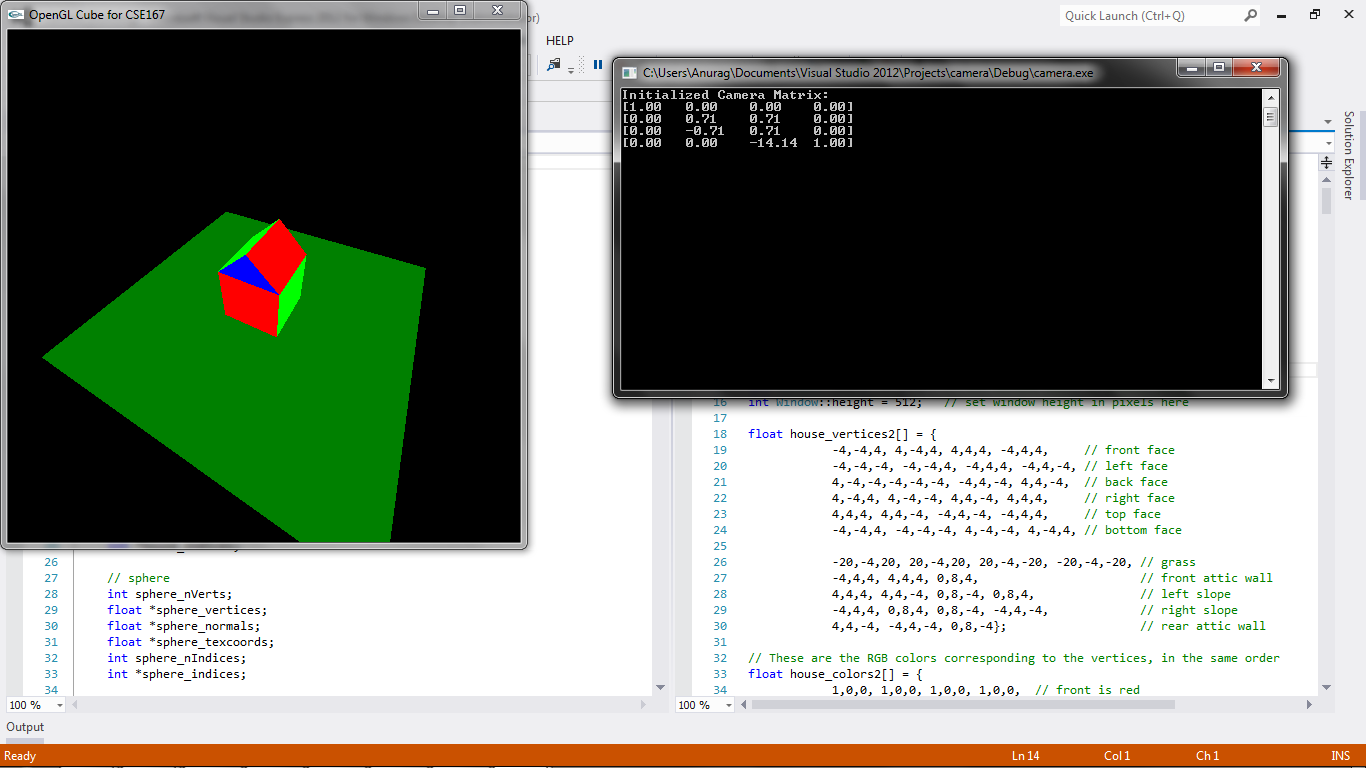 OpenGL Cube for CSE167
Quick Launch (Ctrl+Q)
HELP
C:\Users\Anurag\Documents\Visual Studio 2012\Projects\camera\Debug\camera.exe
Initialized Camera Matrix:
[1.00 0.00 0.00 0.00]
[0.00 0.71 0.71 0.00]
[0.00 -0.71 0.71 0.00]
[0.00 0.00 -14.14 1.00]
Solution Explorer
16 int Window::height = 512; // set window height in pixels here
17
18 float house_vertices2[] = {
19 -4,-4,4, 4,-4,4, 4,4,4, -4,4,4, // front face
20 -4,-4,-4, -4,-4,4, -4,4,4, -4,4,-4, // left face
21 4,-4,-4,-4,-4,-4, -4,4,-4, 4,4,-4, // back face
22 4,-4,4, 4,-4,-4, 4,4,-4, 4,4,4, // right face
23 4,4,4, 4,4,-4, -4,4,-4, -4,4,4, // top face
24 -4,-4,4, -4,-4,-4, 4,-4,-4, 4,-4,4, // bottom face
25
26 -20,-4,20, 20,-4,20, 20,-4,-20, -20,-4,-20, // grass
27 -4,4,4, 4,4,4, 0,8,4, // front attic wall
28 4,4,4, 4,4,-4, 0,8,-4, 0,8,4, // left slope
29 -4,4,4, 0,8,4, 0,8,-4, -4,4,-4, // right slope
30 4,4,-4, -4,4,-4, 0,8,-4}; // rear attic wall
31
32 // These are the RGB colors corresponding to the vertices, in the same order
33 float house_colors2[] = {
34 1,0,0, 1,0,0, 1,0,0, 1,0,0, // front is red
26
27 // sphere
28 int sphere_nVerts;
29 float *sphere_vertices;
30 float *sphere_normals;
31 float *sphere_texcoords;
32 int sphere_nIndices;
33 int *sphere_indices;
34
100 %
100 %
Output
Ready
Ln 14
Col 1
Ch 1
INS